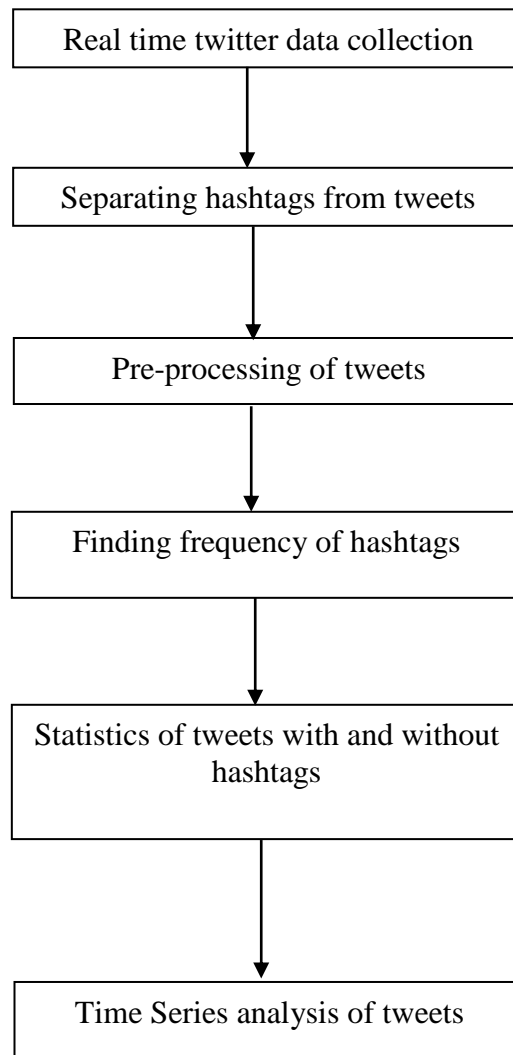 Real time twitter data collection
Separating hashtags from tweets
Pre-processing of tweets
Finding frequency of hashtags
Statistics of tweets with and without
hashtags
Time Series analysis of tweets